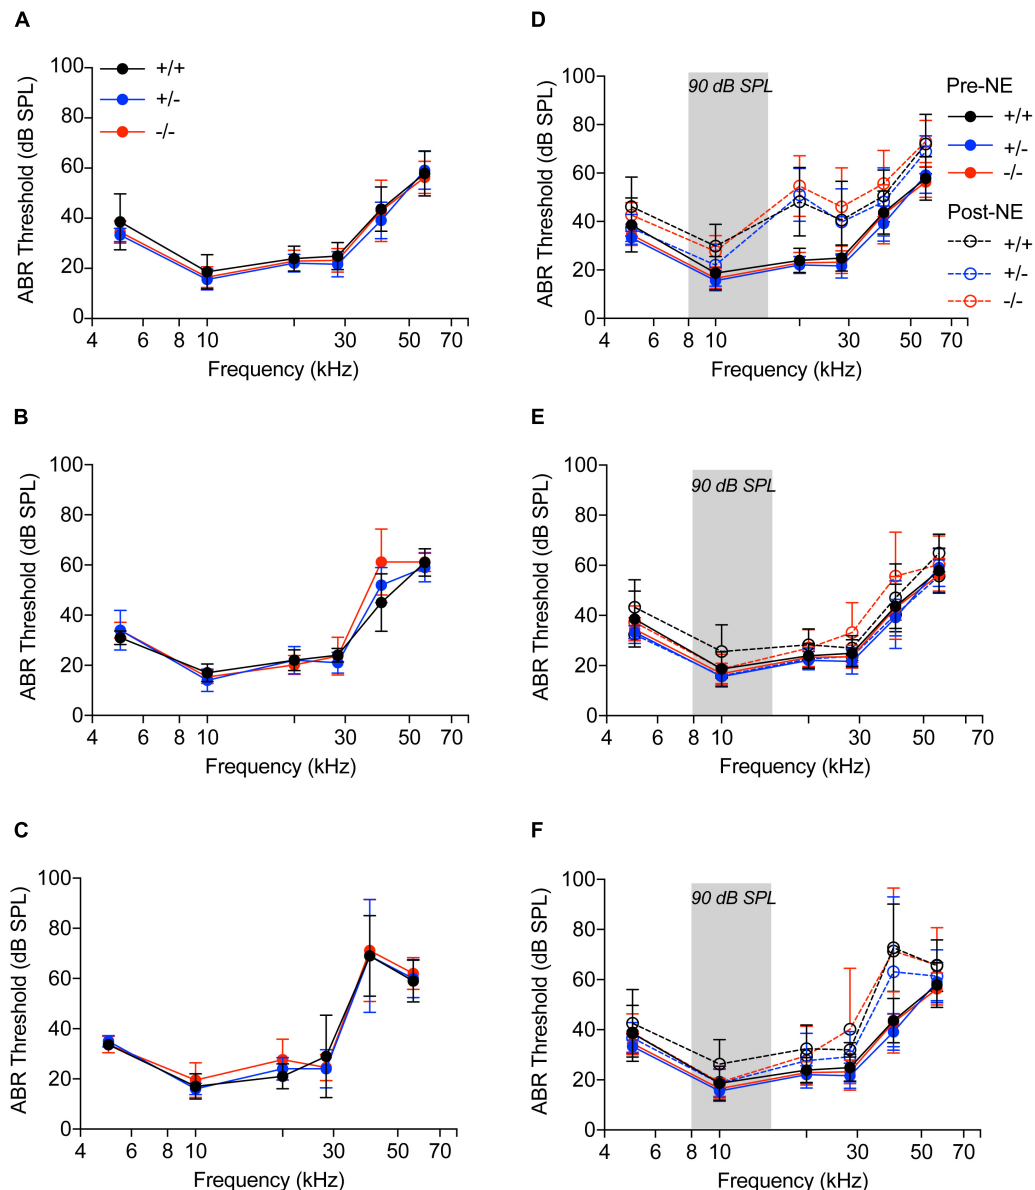 A
ABR Threshold (dB SPL)
100
80
60
40
20
0
4 6 8 10 30 50 70
Frequency (kHz)
+/+
+/-
-/-
D
ABR Threshold (dB SPL)
100
80
60
40
20
0
4 6 8 10 30 50 70
Frequency (kHz)
90 dB SPL
Pre-NE
+/+
+/-
-/-
Post-NE
+/+
+/-
-/-
B
ABR Threshold (dB SPL)
100
80
60
40
20
0
4 6 8 10 30 50 70
Frequency (kHz)
E
ABR Threshold (dB SPL)
100
80
60
40
20
0
4 6 8 10 30 50 70
Frequency (kHz)
90 dB SPL
C
ABR Threshold (dB SPL)
100
80
60
40
20
0
4 6 8 10 30 50 70
Frequency (kHz)
F
ABR Threshold (dB SPL)
100
80
60
40
20
0
4 6 8 10 30 50 70
Frequency (kHz)
90 dB SPL